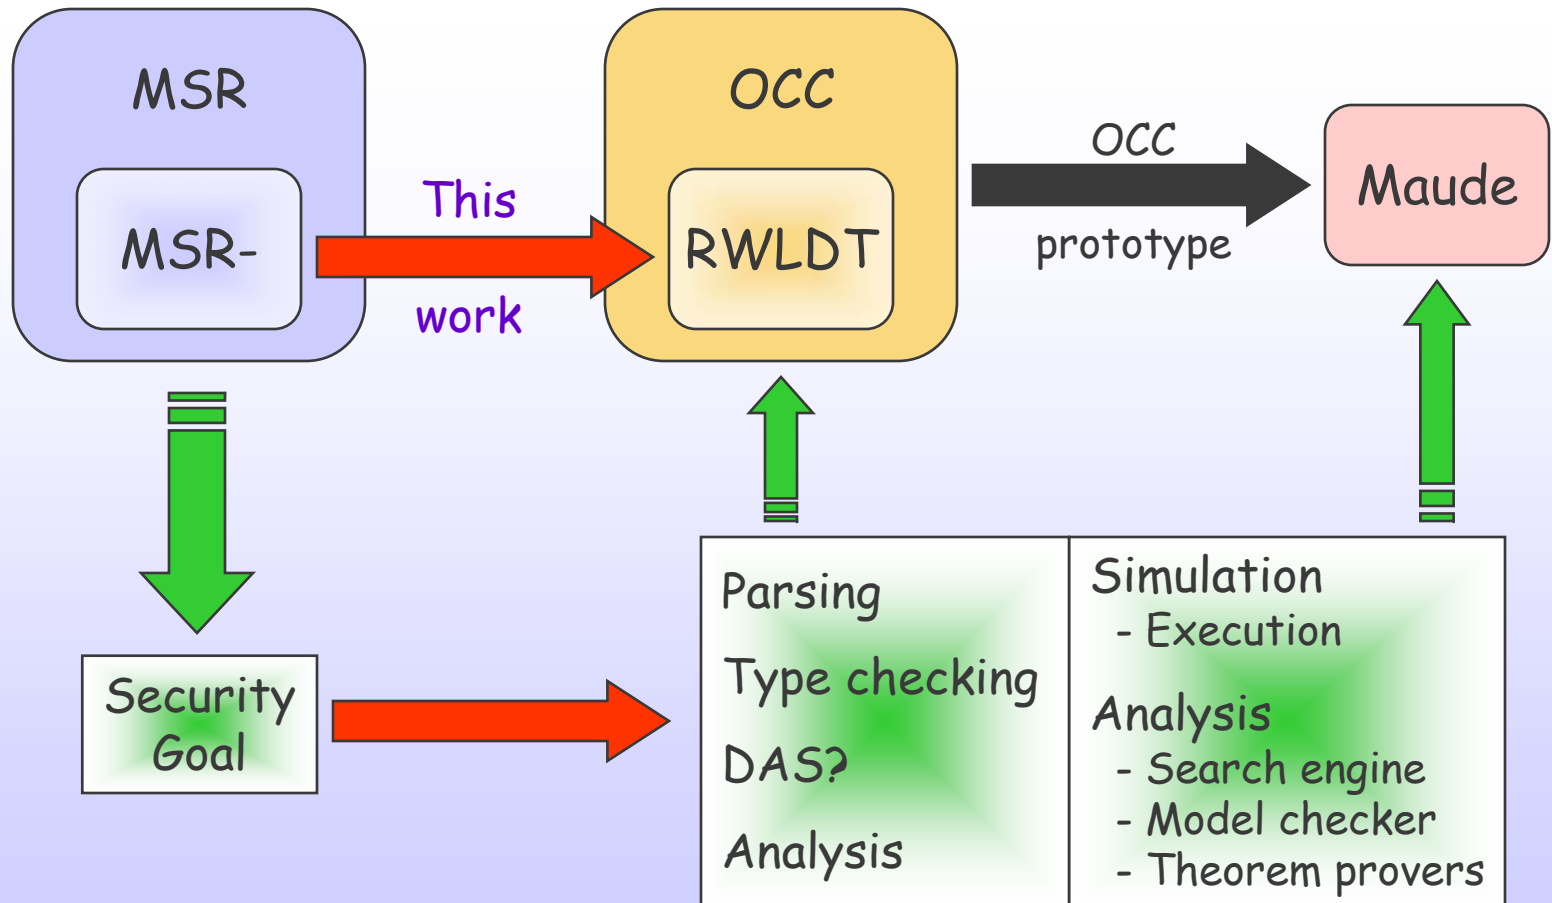 MSR
MSR-
This
work
OCC
RWLDT
OCC
prototype
Maude
Security
Goal
Parsing
Type checking
DAS?
Analysis
Simulation
- Execution
Analysis
- Search engine
- Model checker
- Theorem provers